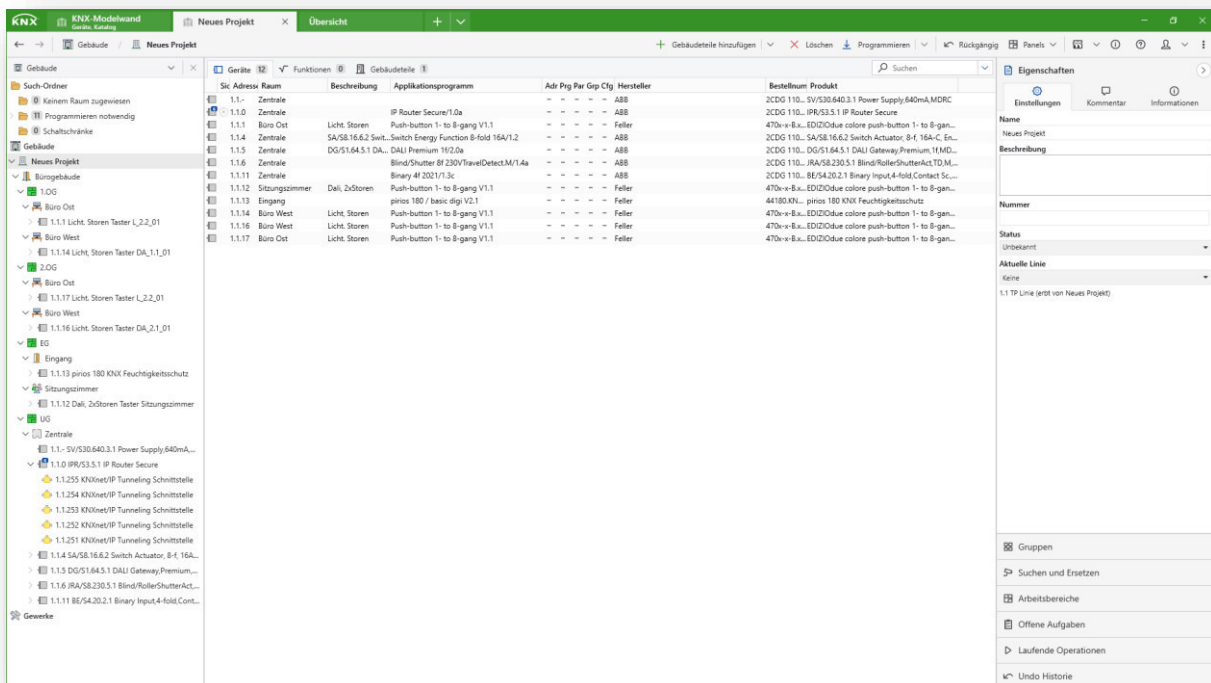 KNX KNX-Modelwand Geräte, Katalog Neues Projekt Übersicht
Gebäude / Neues Projekt Gebäudeteile hinzufügen Löschen Programmieren Rückgängig Panels
Gebäude
Such-Ordner
0 Keinem Raum zugewiesen
11 Programmieren notwendig
0 Schaltschränke
Gebäude
Neues Projekt
Bürogebäude
1.OG
Büro Ost
1.1.1 Licht. Storen Taster L_2.2_01
Büro West
1.1.14 Licht, Storen Taster DA_1.1_01
2.OG
Büro Ost
1.1.17 Licht. Storen Taster L_2.2_01
Büro West
1.1.16 Licht. Storen Taster DA_2.1_01
EG
Eingang
1.1.13 pirios 180 KNX Feuchtigkeitsschutz
Sitzungszimmer
1.1.12 Dali, 2xStoren Taster Sitzungszimmer
UG
Zentrale
1.1.- SV/S30.640.3.1 Power Supply,640mA,...
1.1.0 IPR/S3.5.1 IP Router Secure
1.1.255 KNXnet/IP Tunneling Schnittstelle
1.1.254 KNXnet/IP Tunneling Schnittstelle
1.1.253 KNXnet/IP Tunneling Schnittstelle
1.1.252 KNXnet/IP Tunneling Schnittstelle
1.1.251 KNXnet/IP Tunneling Schnittstelle
1.1.4 SA/S8.16.6.2 Switch Actuator, 8-f, 16A...
1.1.5 DG/S1.64.5.1 DALI Gateway,Premium,...
1.1.6 JRA/S8.230.5.1 Blind/RollerShutterAct,...
1.1.11 BE/S4.20.2.1 Binary Input,4-fold,Cont...
Gewerke
Geräte 12 Funktionen 0 Gebäudeteile 1 Suchen
Sic Adresse Raum Beschreibung Applikationsprogramm Adr Prg Par Grp Cfg Hersteller Bestellnum Produkt
1.1.- Zentrale – – – – – ABB 2CDG 110... SV/S30.640.3.1 Power Supply,640mA,MDRC
1.1.0 Zentrale IP Router Secure/1.0a – – – – – ABB 2CDG 110... IPR/S3.5.1 IP Router Secure
1.1.1 Büro Ost Licht. Storen Push-button 1- to 8-gang V1.1 – – – – – Feller 470x-x-B.x... EDIZIOdue colore push-button 1- to 8-gan...
1.1.4 Zentrale SA/S8.16.6.2 Swit... Switch Energy Function 8-fold 16A/1.2 – – – – – ABB 2CDG 110... SA/S8.16.6.2 Switch Actuator, 8-f, 16A-C, En...
1.1.5 Zentrale DG/S1.64.5.1 DA... DALI Premium 1f/2.0a – – – – – ABB 2CDG 110... DG/S1.64.5.1 DALI Gateway,Premium,1f,MD...
1.1.6 Zentrale Blind/Shutter 8f 230VTravelDetect.M/1.4a – – – – – ABB 2CDG 110... JRA/S8.230.5.1 Blind/RollerShutterAct,TD,M,...
1.1.11 Zentrale Binary 4f 2021/1.3c – – – – – ABB 2CDG 110... BE/S4.20.2.1 Binary Input,4-fold,Contact Sc,...
1.1.12 Sitzungszimmer Dali, 2xStoren Push-button 1- to 8-gang V1.1 – – – – – Feller 470x-x-B.x... EDIZIOdue colore push-button 1- to 8-gan...
1.1.13 Eingang pirios 180 / basic digi V2.1 – – – – – Feller 44180.KN... pirios 180 KNX Feuchtigkeitsschutz
1.1.14 Büro West Licht, Storen Push-button 1- to 8-gang V1.1 – – – – – Feller 470x-x-B.x... EDIZIOdue colore push-button 1- to 8-gan...
1.1.16 Büro West Licht. Storen Push-button 1- to 8-gang V1.1 – – – – – Feller 470x-x-B.x... EDIZIOdue colore push-button 1- to 8-gan...
1.1.17 Büro Ost Licht. Storen Push-button 1- to 8-gang V1.1 – – – – – Feller 470x-x-B.x... EDIZIOdue colore push-button 1- to 8-gan...
Eigenschaften
Einstellungen Kommentar Informationen
Name
Neues Projekt
Beschreibung
Nummer
Status
Unbekannt
Aktuelle Linie
Keine
1.1 TP Linie (erbt von Neues Projekt)
Gruppen
Suchen und Ersetzen
Arbeitsbereiche
Offene Aufgaben
Laufende Operationen
Undo Historie